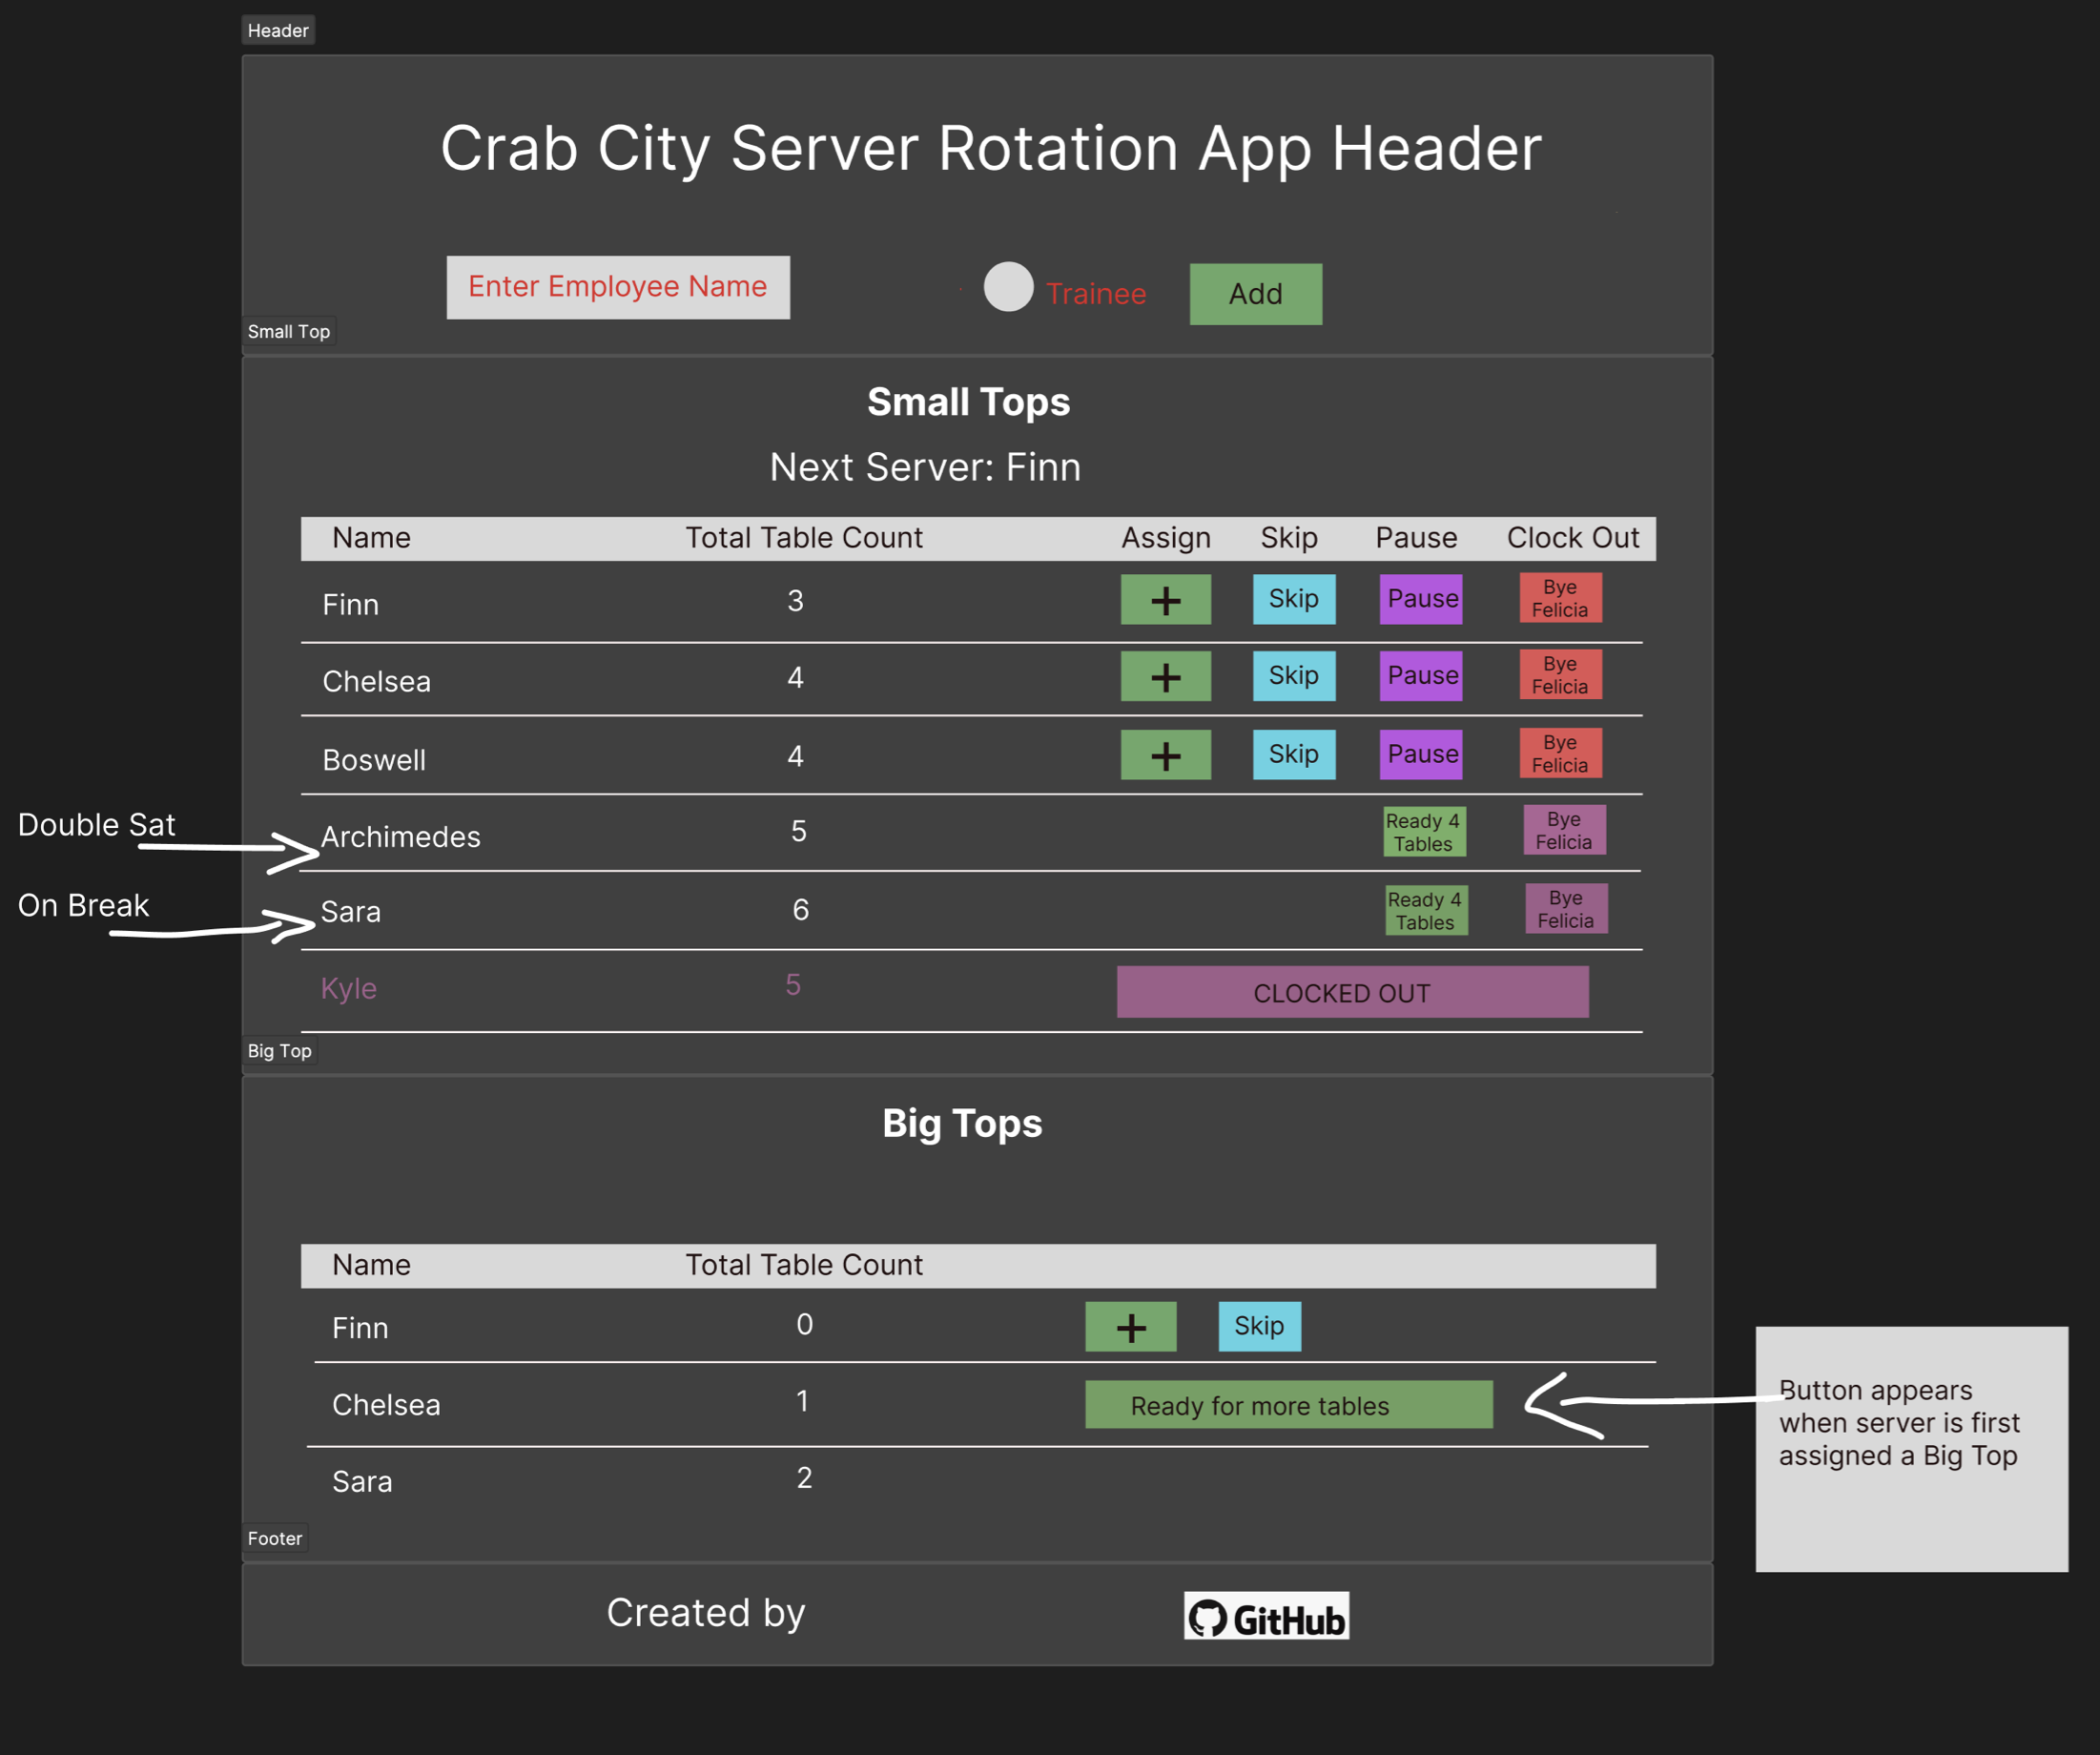 Header
Crab City Server Rotation App Header
Enter Employee Name
Trainee
Add
Small Top
Small Tops
Next Server: Finn
Name Total Table Count Assign Skip Pause Clock Out
Finn 3 + Skip Pause Bye Felicia
Chelsea 4 + Skip Pause Bye Felicia
Boswell 4 + Skip Pause Bye Felicia
Double Sat
Archimedes 5 Ready 4 Tables Bye Felicia
On Break
Sara 6 Ready 4 Tables Bye Felicia
Kyle 5 CLOCKED OUT
Big Top
Big Tops
Name Total Table Count
Finn 0 + Skip
Chelsea 1 Ready for more tables
Button appears
when server is first
assigned a Big Top
Sara 2
Footer
Created by GitHub